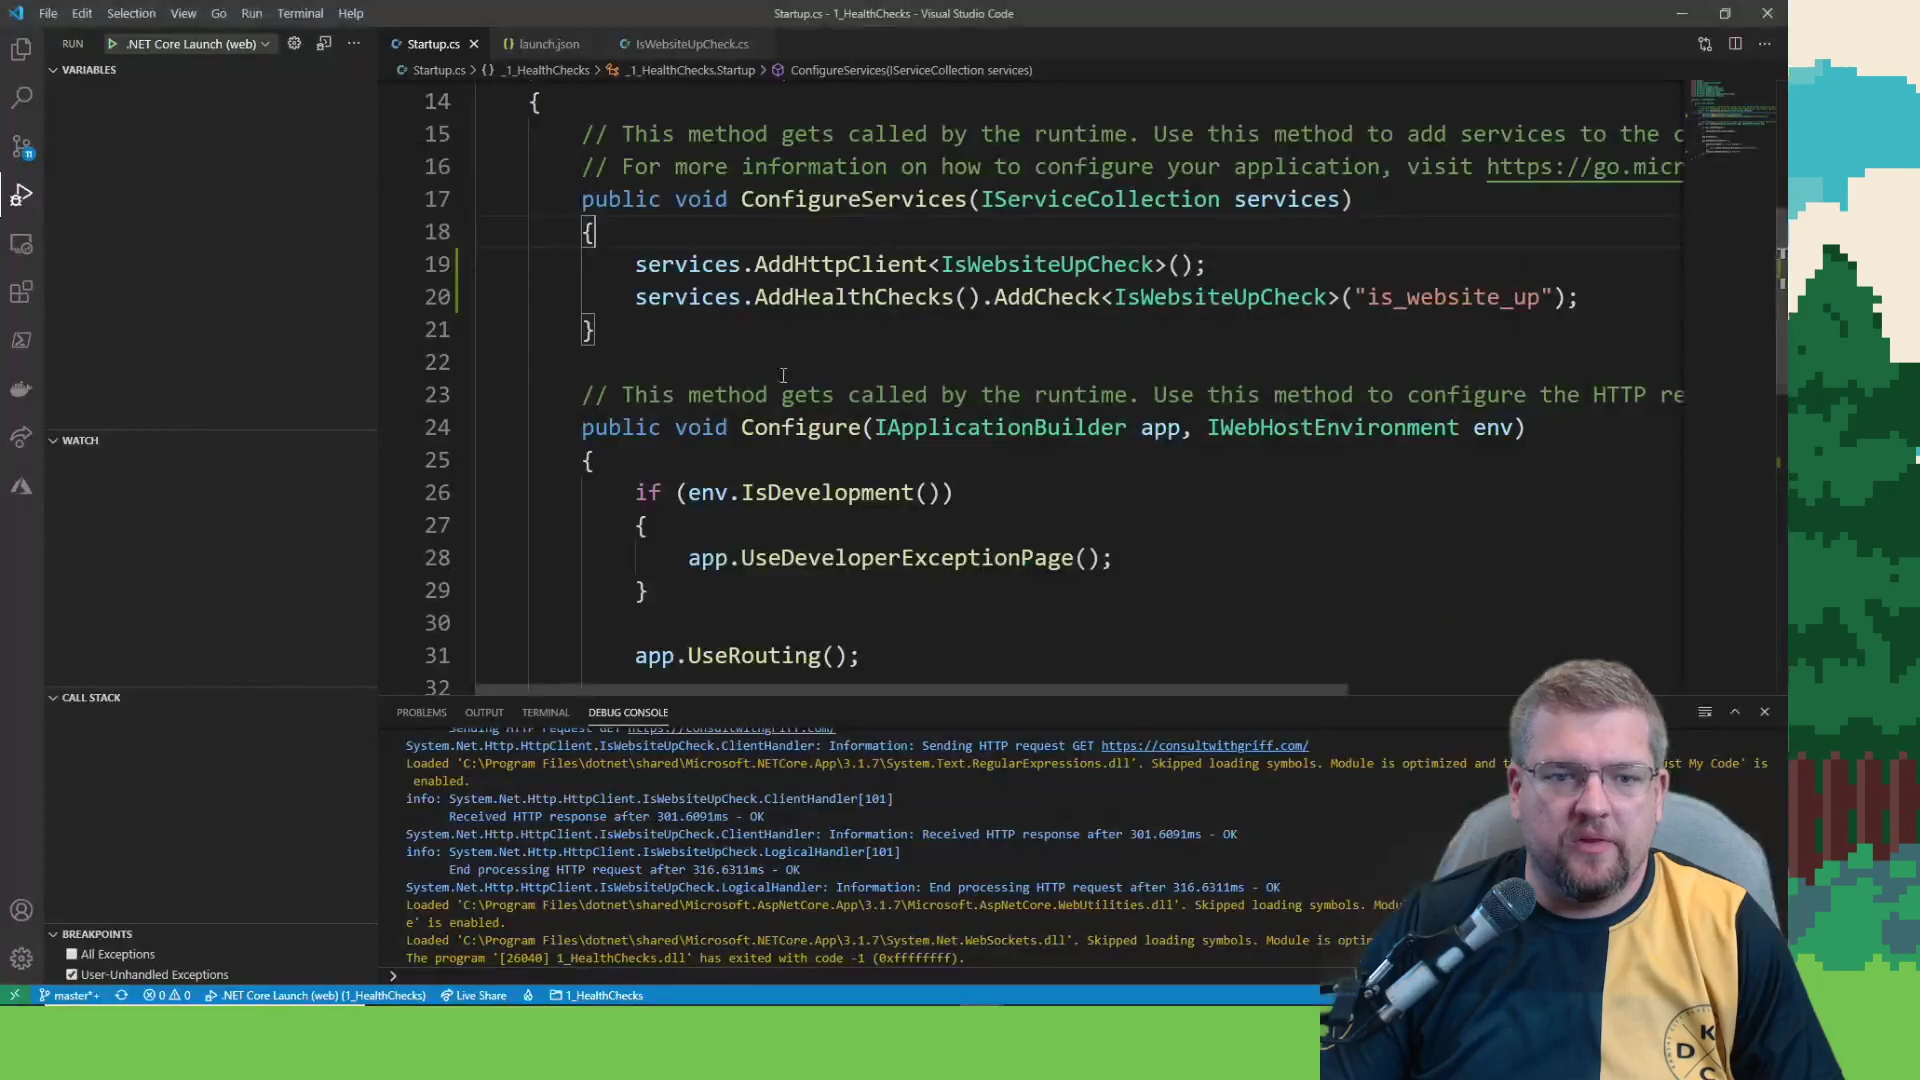 File Edit Selection View Go Run Terminal Help
Startup.cs - 1_HealthChecks - Visual Studio Code
RUN
.NET Core Launch (web)
Startup.cs
launch.json
IsWebsiteUpCheck.cs
Startup.cs > {} _1_HealthChecks > _1_HealthChecks.Startup > ConfigureServices(IServiceCollection services)
VARIABLES
WATCH
CALL STACK
BREAKPOINTS
All Exceptions
User-Unhandled Exceptions
11
14 {
15 // This method gets called by the runtime. Use this method to add services to the c
16 // For more information on how to configure your application, visit https://go.micr
17 public void ConfigureServices(IServiceCollection services)
18 {
19 services.AddHttpClient<IsWebsiteUpCheck>();
20 services.AddHealthChecks().AddCheck<IsWebsiteUpCheck>("is_website_up");
21 }
22
23 // This method gets called by the runtime. Use this method to configure the HTTP re
24 public void Configure(IApplicationBuilder app, IWebHostEnvironment env)
25 {
26 if (env.IsDevelopment())
27 {
28 app.UseDeveloperExceptionPage();
29 }
30
31 app.UseRouting();
32
PROBLEMS OUTPUT TERMINAL DEBUG CONSOLE
Sending HTTP request GET https://consultwithgriff.com/
System.Net.Http.HttpClient.IsWebsiteUpCheck.ClientHandler: Information: Sending HTTP request GET https://consultwithgriff.com/
Loaded 'C:\Program Files\dotnet\shared\Microsoft.NETCore.App\3.1.7\System.Text.RegularExpressions.dll'. Skipped loading symbols. Module is optimized and t ust My Code' is
enabled.
info: System.Net.Http.HttpClient.IsWebsiteUpCheck.ClientHandler[101]
Received HTTP response after 301.6091ms - OK
System.Net.Http.HttpClient.IsWebsiteUpCheck.ClientHandler: Information: Received HTTP response after 301.6091ms - OK
info: System.Net.Http.HttpClient.IsWebsiteUpCheck.LogicalHandler[101]
End processing HTTP request after 316.6311ms - OK
System.Net.Http.HttpClient.IsWebsiteUpCheck.LogicalHandler: Information: End processing HTTP request after 316.6311ms - OK
Loaded 'C:\Program Files\dotnet\shared\Microsoft.AspNetCore.App\3.1.7\Microsoft.AspNetCore.WebUtilities.dll'. Skipped loading symbols. Modu
e' is enabled.
Loaded 'C:\Program Files\dotnet\shared\Microsoft.NETCore.App\3.1.7\System.Net.WebSockets.dll'. Skipped loading symbols. Module is optim
The program '[26040] 1_HealthChecks.dll' has exited with code -1 (0xffffffff).
master*+ 0 0 .NET Core Launch (web) (1_HealthChecks) Live Share 1_HealthChecks
K
D
C